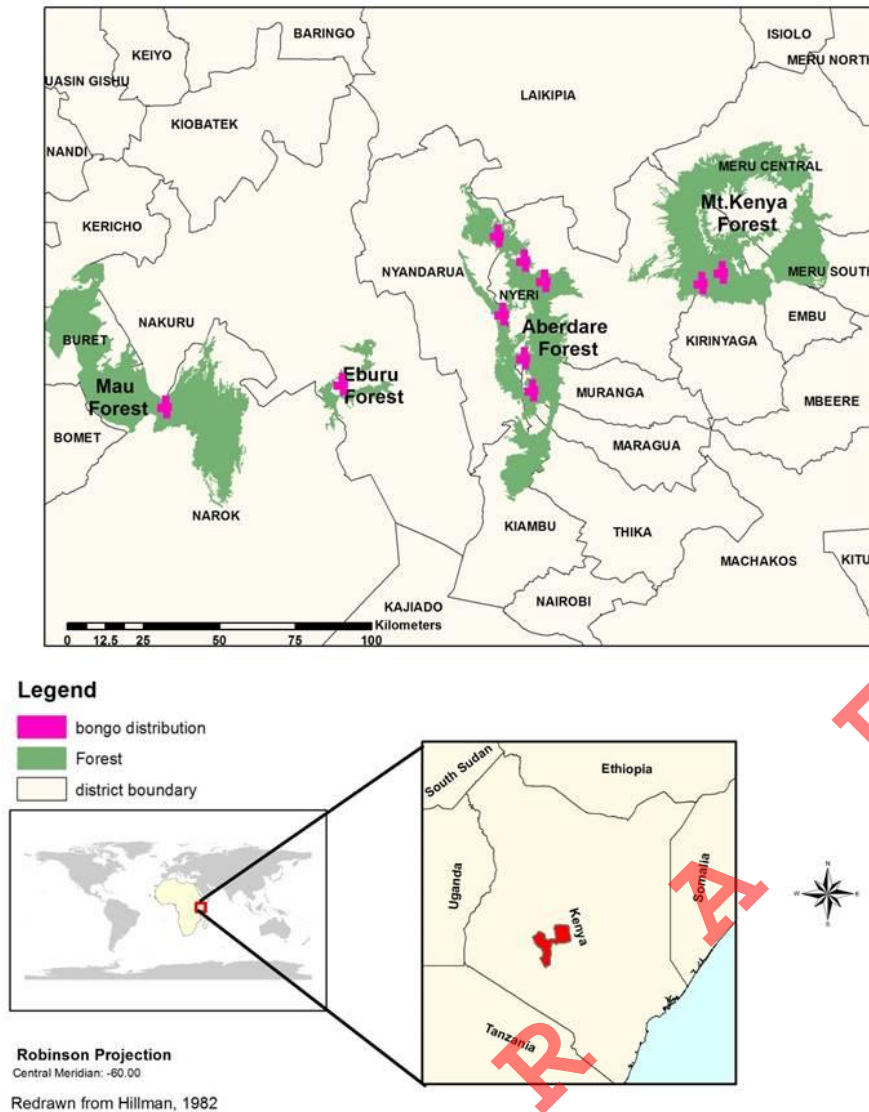 BARINGO
ISIOLO
KEIYO
MERU NORTH
UASIN GISHU
LAIKIPIA
KIOBATEK
NANDI
MERU CENTRAL
Mt.Kenya
Forest
KERICHO
NYANDARUA
MERU SOUTH
NYERI
NAKURU
EMBU
BURET
Aberdare
Forest
KIRINYAGA
Eburu
Forest
Mau
Forest
MURANGA
MBEERE
BOMET
MARAGUA
NAROK
KIAMBU
THIKA
MACHAKOS
KITU
NAIROBI
KAJIADO
Kilometers
0 12.5 25 50 75 100
Legend
bongo distribution
Forest
district boundary
South Sudan
Ethiopia
Uganda
Somalia
Kenya
Tanzania
N
W E
S
R A
Robinson Projection
Central Meridian: -60.00
Redrawn from Hillman, 1982